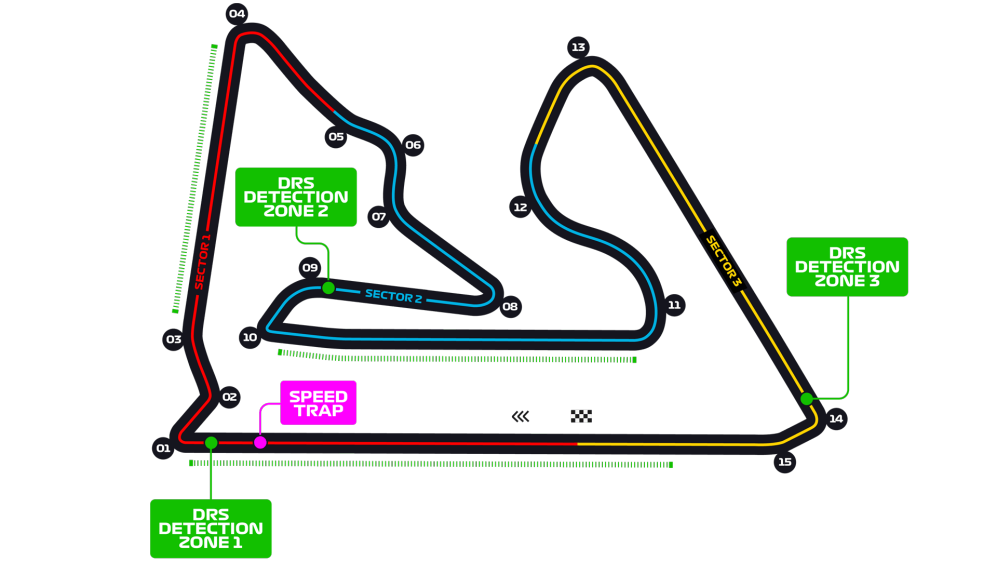 04
13
05
06
DRS
DETECTION
ZONE 2
07
12
SECTOR 1
SECTOR 3
DRS
DETECTION
ZONE 3
09
SECTOR 2
08
11
03
10
02
SPEED
TRAP
14
01
15
DRS
DETECTION
ZONE 1